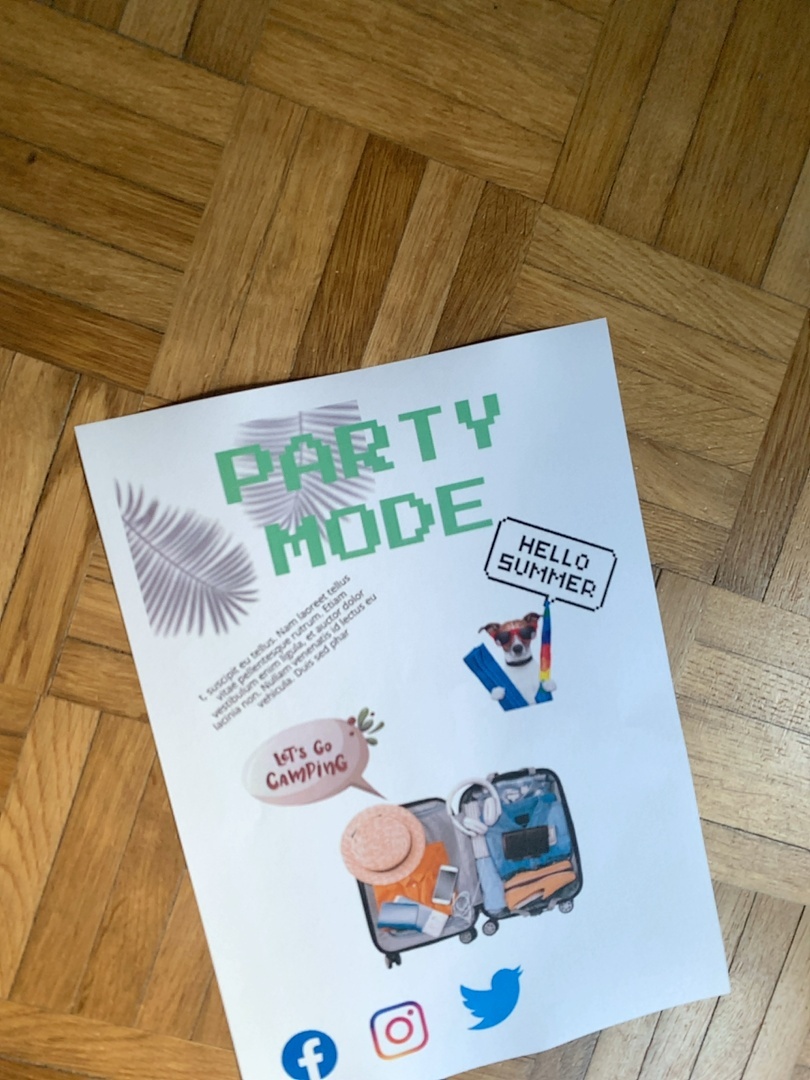 PARTY
MODE
HELLO
SUMMER
t, suscipit eu tellus. Nam laoreet tellus
vitae pellentesque rutrum. Etiam
vestibulum enim ligula, et auctor dolor
lacinia non. Nullam venenatis id lectus eu
vehicula. Duis sed phar
LET'S GO
CAMPING